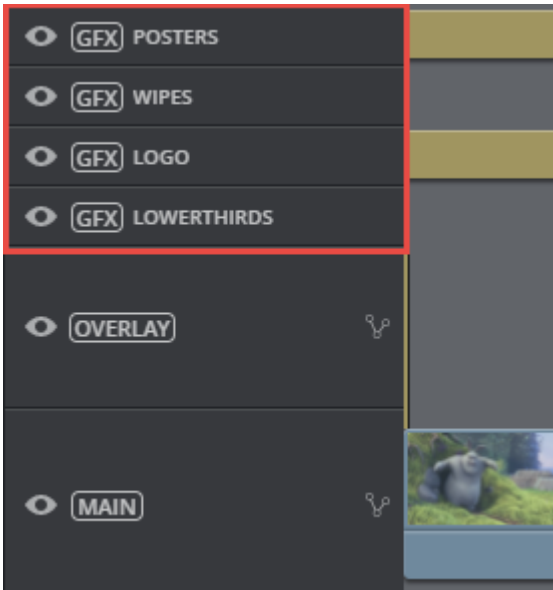 GFX POSTERS
GFX WIPES
GFX LOGO
GFX LOWERTHIRDS
OVERLAY
MAIN